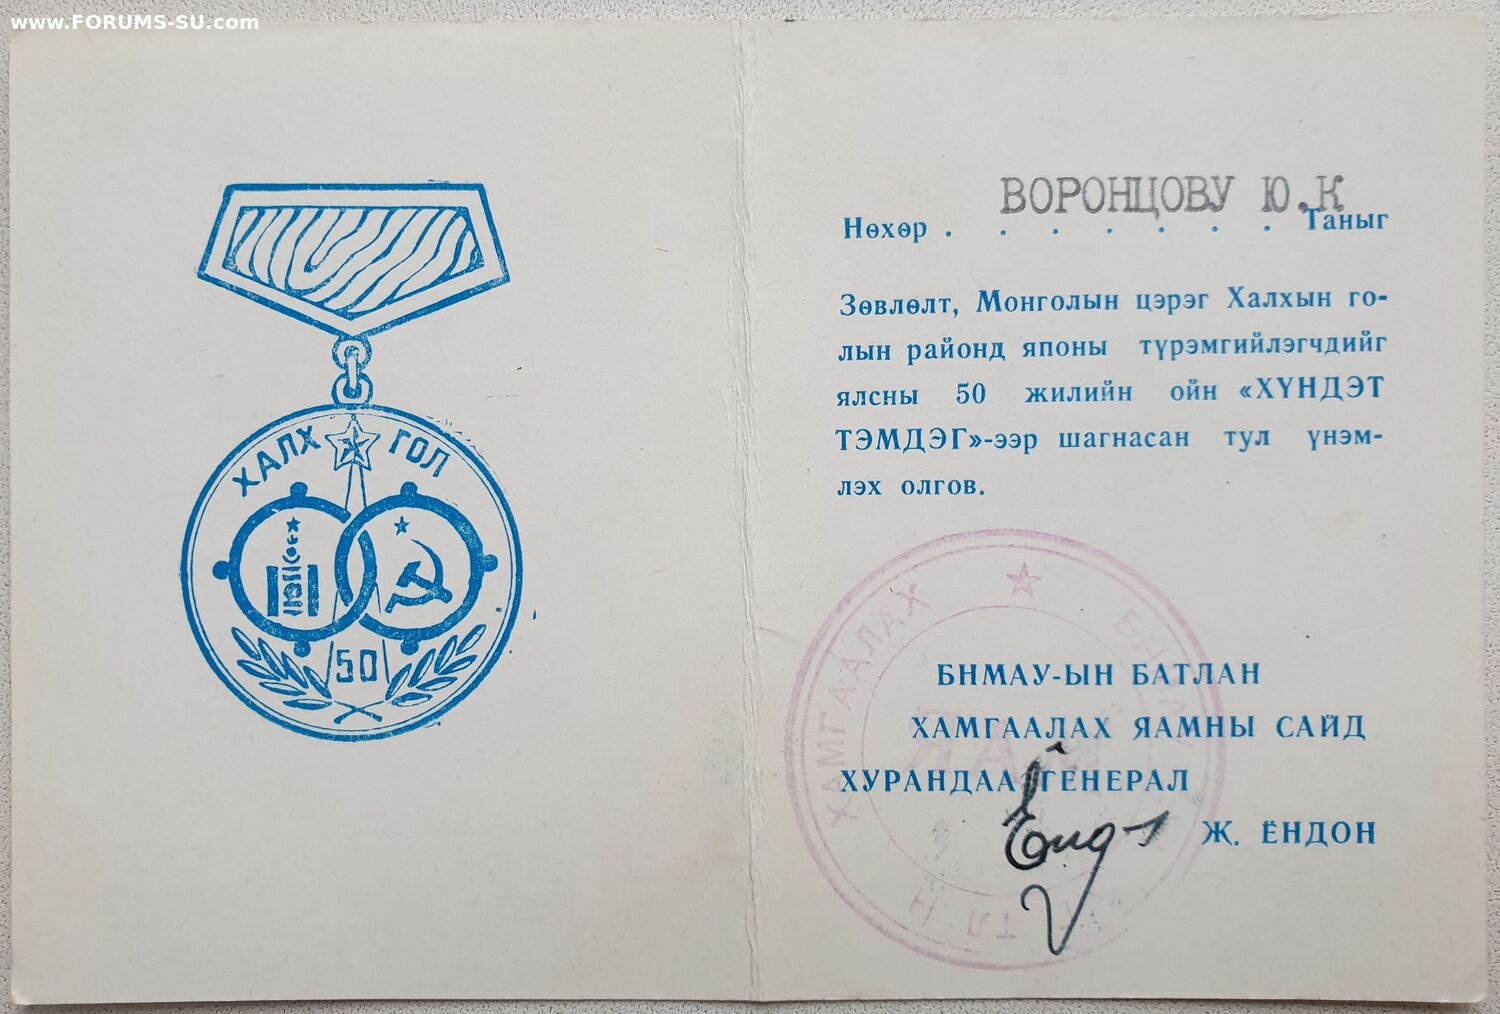 www.FORUMS-SU.com
ХАЛХ ГОЛ
50
ВОРОНЦОВУ Ю.К
Нөхөр . . . . . . . Таныг
Зөвлөлт, Монголын цэрэг Халхын го-
лын районд японы түрэмгийлэгчдийг
ялсны 50 жилийн ойн «ХҮНДЭТ
ТЭМДЭГ»-ээр шагнасан тул үнэм-
лэх олгов.
БНМАУ-ЫН БАТЛАН
ХАМГААЛАХ ЯАМНЫ САЙД
ХУРАНДАА ГЕНЕРАЛ
Ж. ЁНДОН
ХАМГААЛАХ